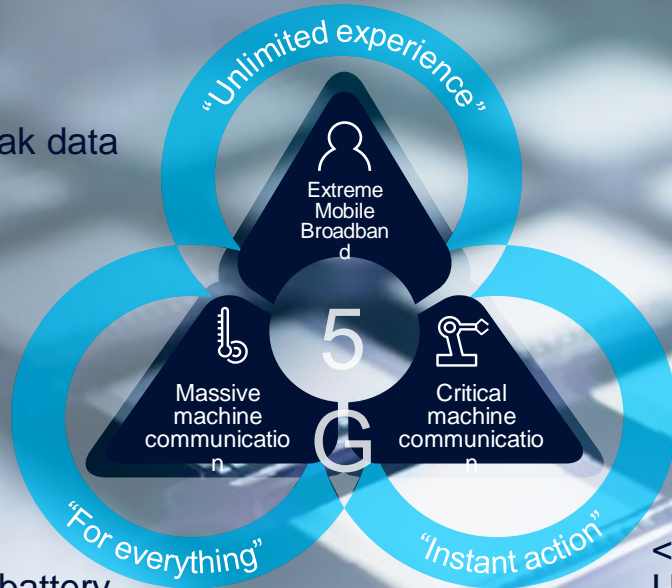 “Unlimited experience”
ak data
Extreme
Mobile
Broadban
d
5
G
Massive
machine
communicatio
n
Critical
machine
communicatio
n
“For everything”
“Instant action”
<
battery